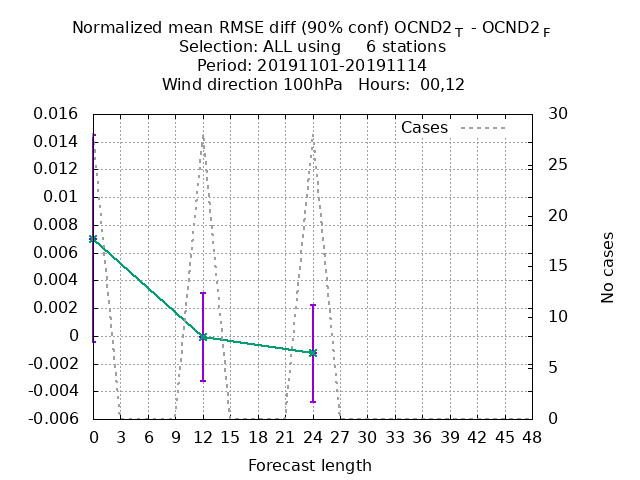 Normalized mean RMSE diff (90% conf) OCND2 T - OCND2 F
Selection: ALL using     6 stations
Period: 20191101-20191114
Wind direction 100hPa   Hours:  00,12
Cases
0.016
0.014
0.012
0.01
0.008
0.006
0.004
0.002
0
-0.002
-0.004
-0.006
30
25
20
15
10
5
0
No cases
0 3 6 9 12 15 18 21 24 27 30 33 36 39 42 45 48
Forecast length